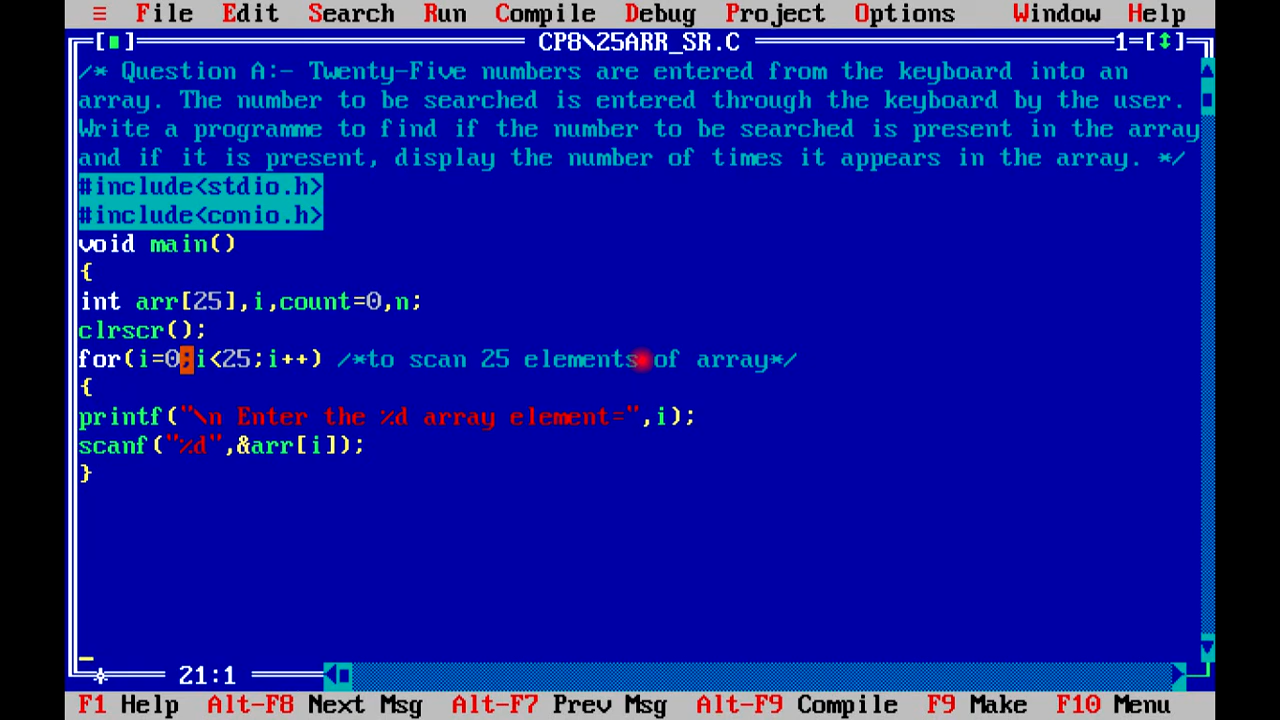 ≡ File Edit Search Run Compile Debug Project Options Window Help
[■] CP8\25ARR_SR.C 1=[↕]
/* Question A:- Twenty-Five numbers are entered from the keyboard into an
array. The number to be searched is entered through the keyboard by the user.
Write a programme to find if the number to be searched is present in the array
and if it is present, display the number of times it appears in the array. */
#include<stdio.h>
#include<conio.h>
void main()
{
int arr[25],i,count=0,n;
clrscr();
for(i=0;i<25;i++) /*to scan 25 elements of array*/
{
printf("\n Enter the %d array element=",i);
scanf("%d",&arr[i]);
}
21:1
F1 Help Alt-F8 Next Msg Alt-F7 Prev Msg Alt-F9 Compile F9 Make F10 Menu